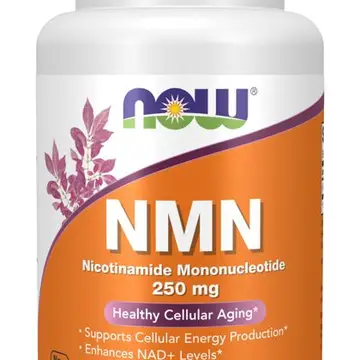 NOW
NMN
Nicotinamide Mononucleotide
250 mg
Healthy Cellular Aging*
• Supports Cellular Energy Production*
• Enhances NAD+ Levels*